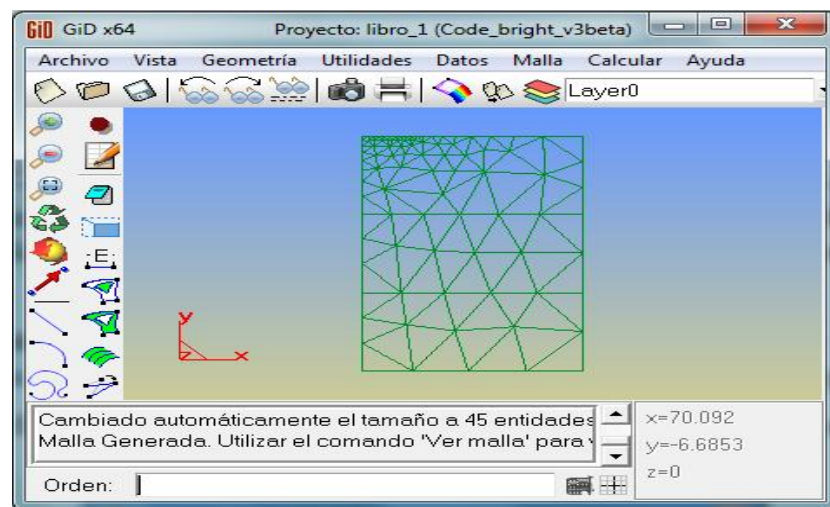 GiD GiD x64 Proyecto: libro_1 (Code_bright_v3beta)
Archivo Vista Geometría Utilidades Datos Malla Calcular Ayuda
Layer0
E
y
z x
Cambiado automáticamente el tamaño a 45 entidades
Malla Generada. Utilizar el comando 'Ver malla' para
Orden:
x=70.092
y=-6.6853
z=0